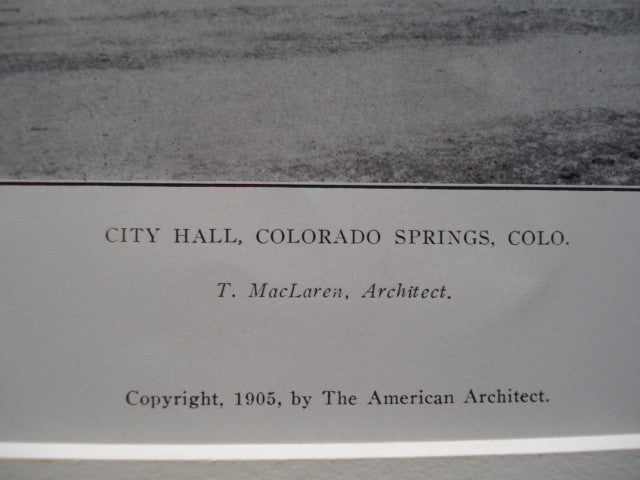 CITY HALL, COLORADO SPRINGS, COLO.
T. MacLaren, Architect.
Copyright, 1905, by The American Architect.